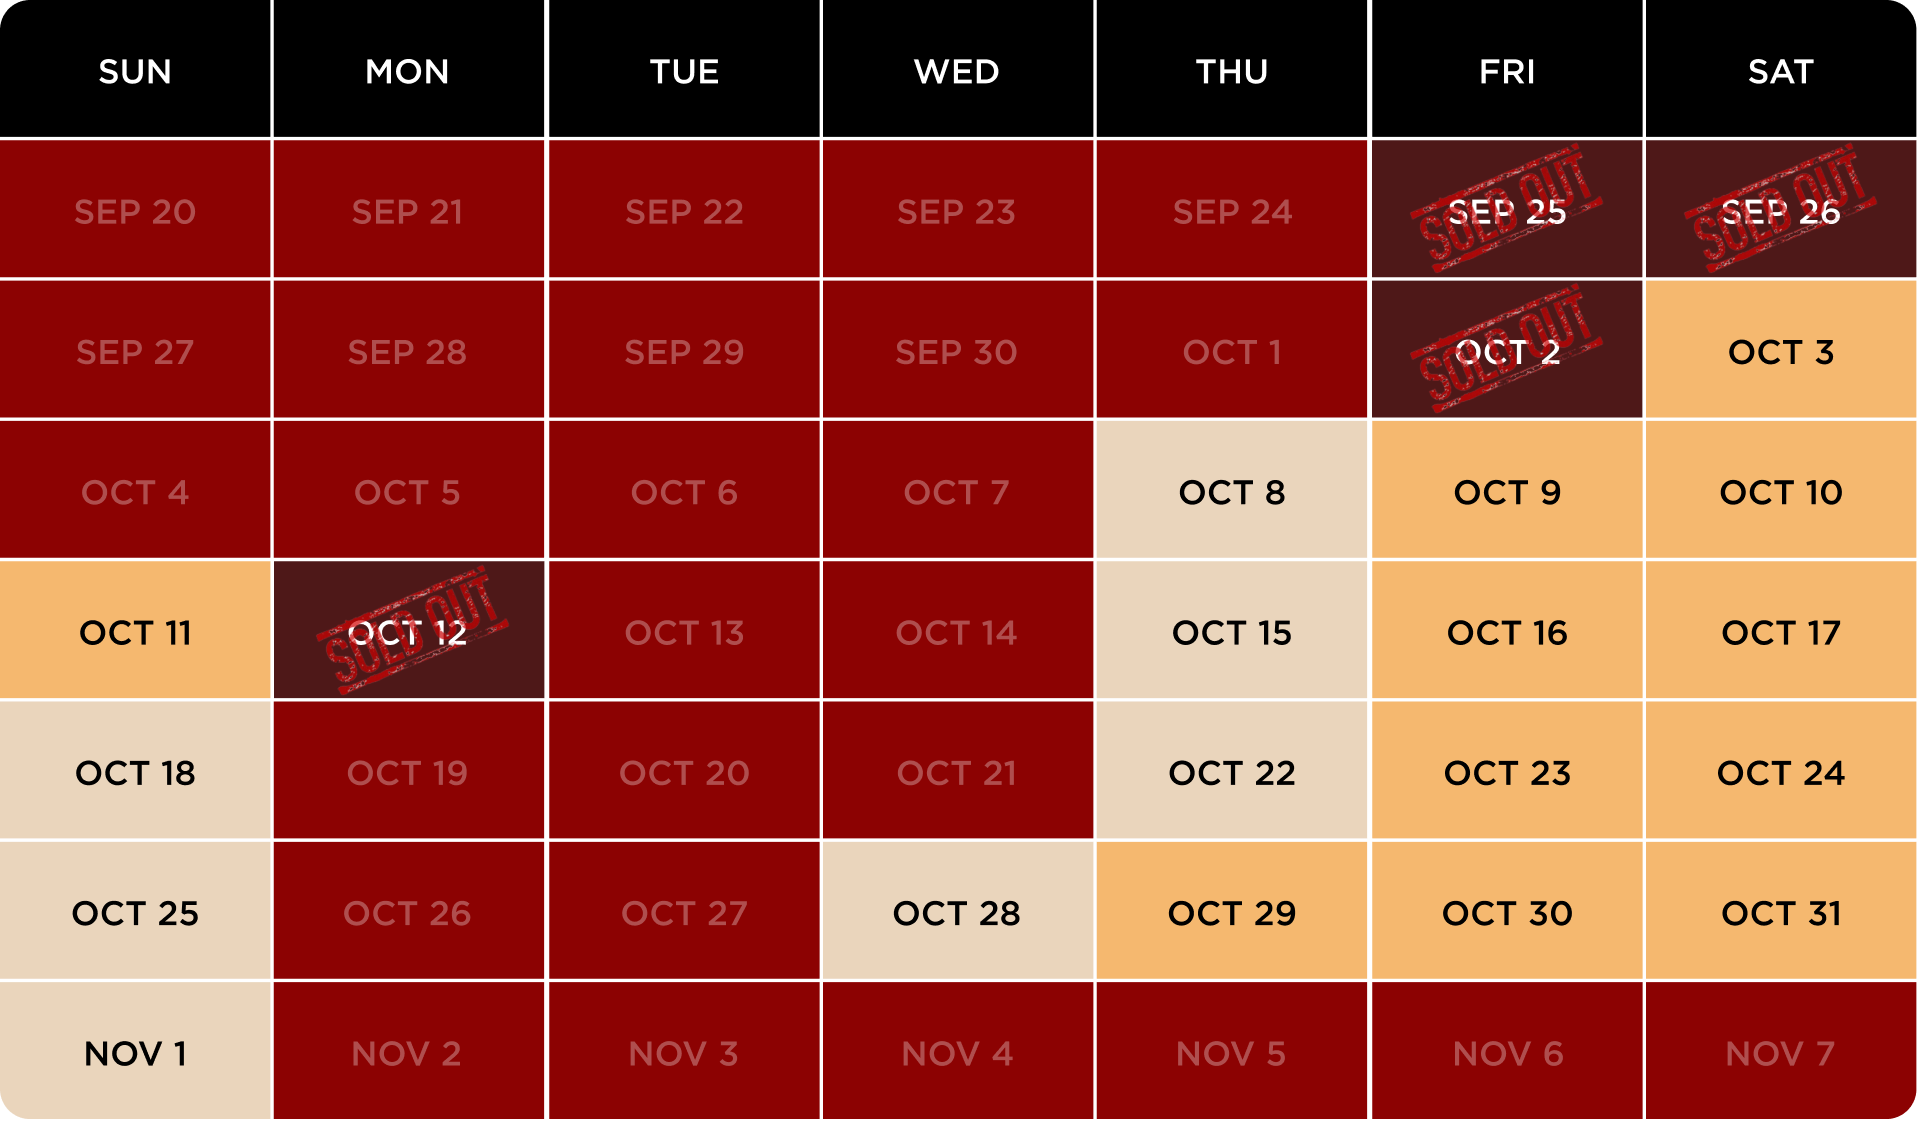 SUN MON TUE WED THU FRI SAT
SEP 20 SEP 21 SEP 22 SEP 23 SEP 24 SEP 25 SOLD OUT SEP 26 SOLD OUT
SEP 27 SEP 28 SEP 29 SEP 30 OCT 1 OCT 2 SOLD OUT OCT 3
OCT 4 OCT 5 OCT 6 OCT 7 OCT 8 OCT 9 OCT 10
OCT 11 OCT 12 SOLD OUT OCT 13 OCT 14 OCT 15 OCT 16 OCT 17
OCT 18 OCT 19 OCT 20 OCT 21 OCT 22 OCT 23 OCT 24
OCT 25 OCT 26 OCT 27 OCT 28 OCT 29 OCT 30 OCT 31
NOV 1 NOV 2 NOV 3 NOV 4 NOV 5 NOV 6 NOV 7